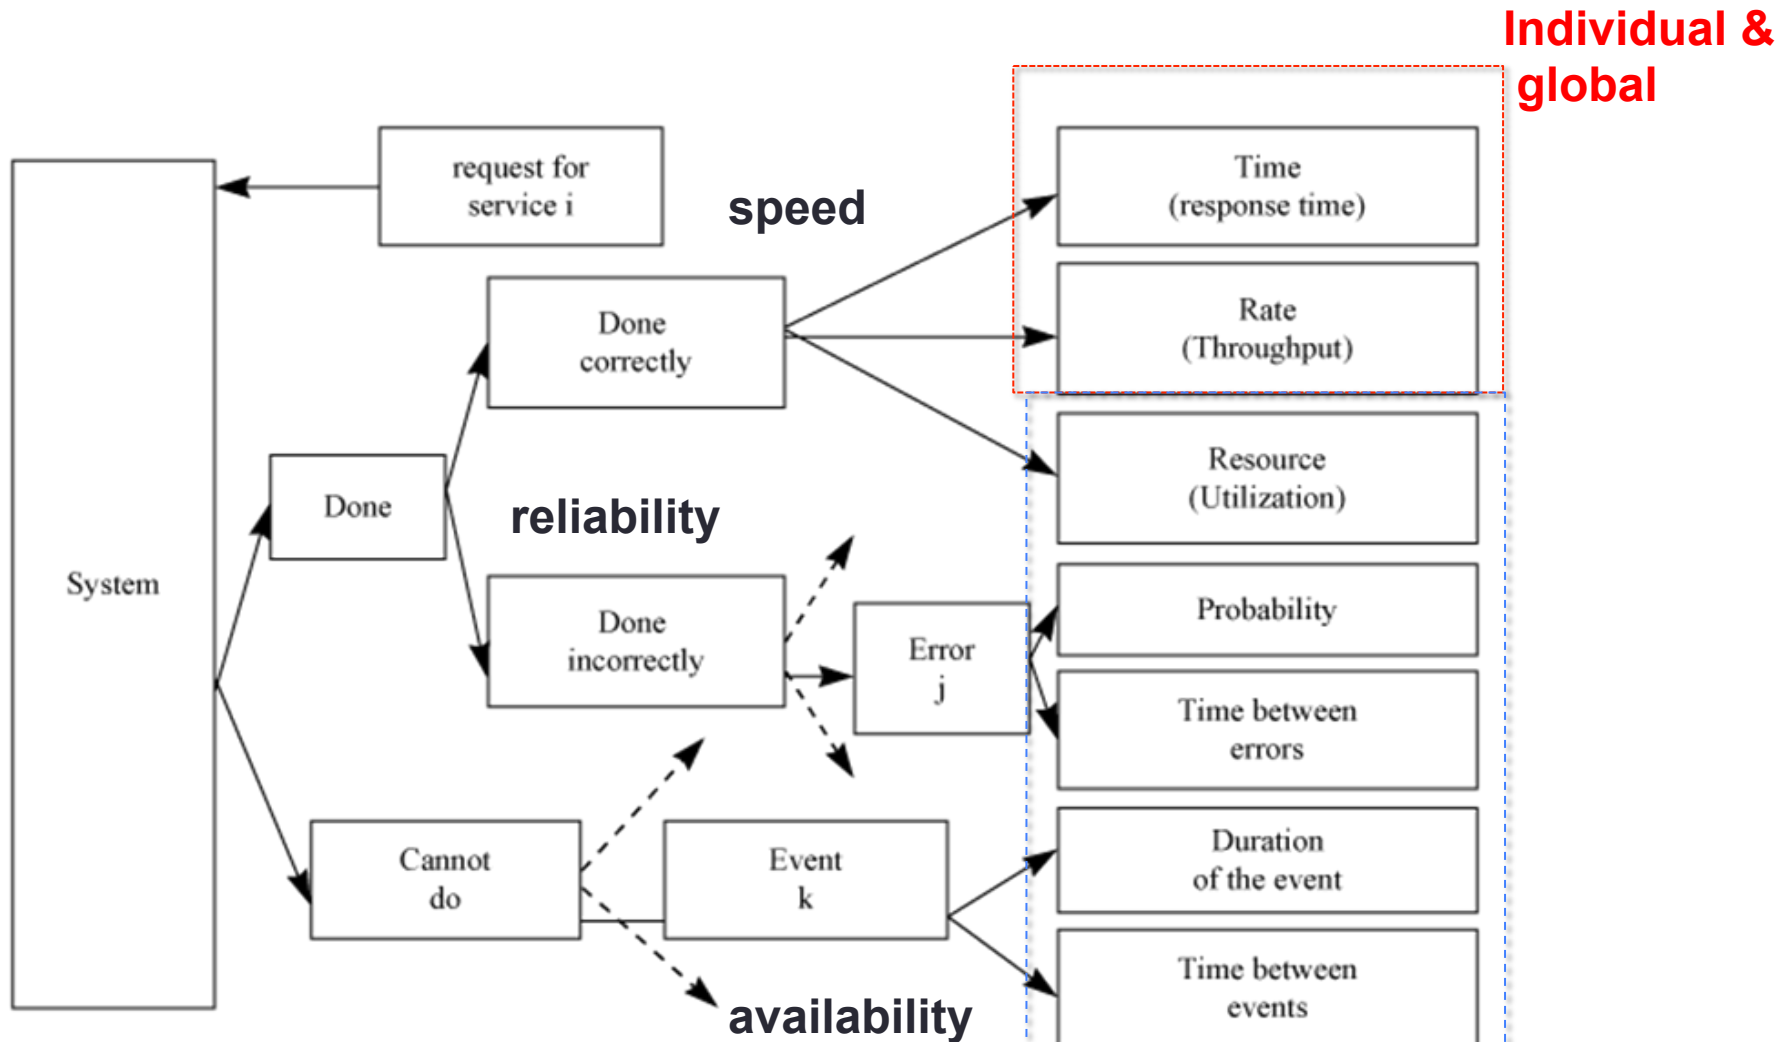 Individual &
global
request for
service i
speed
Time
(response time)
Done
correctly
Rate
(Throughput)
Resource
(Utilization)
Done
reliability
System
Done
incorrectly
Error
j
Probability
Time between
errors
Cannot
do
Event
k
Duration
of the event
Time between
events
availability